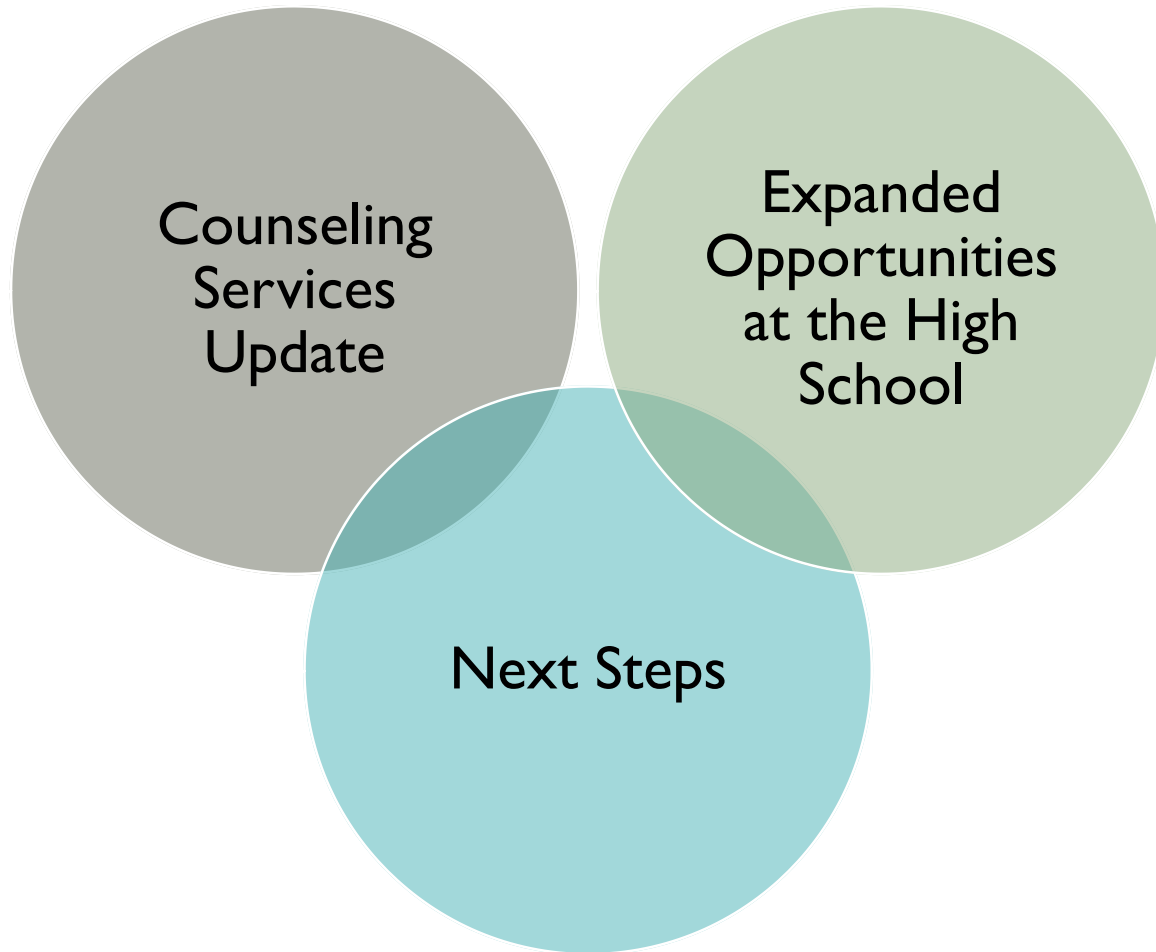 Counseling
Services
Update
Expanded
Opportunities
at the High
School
Next Steps